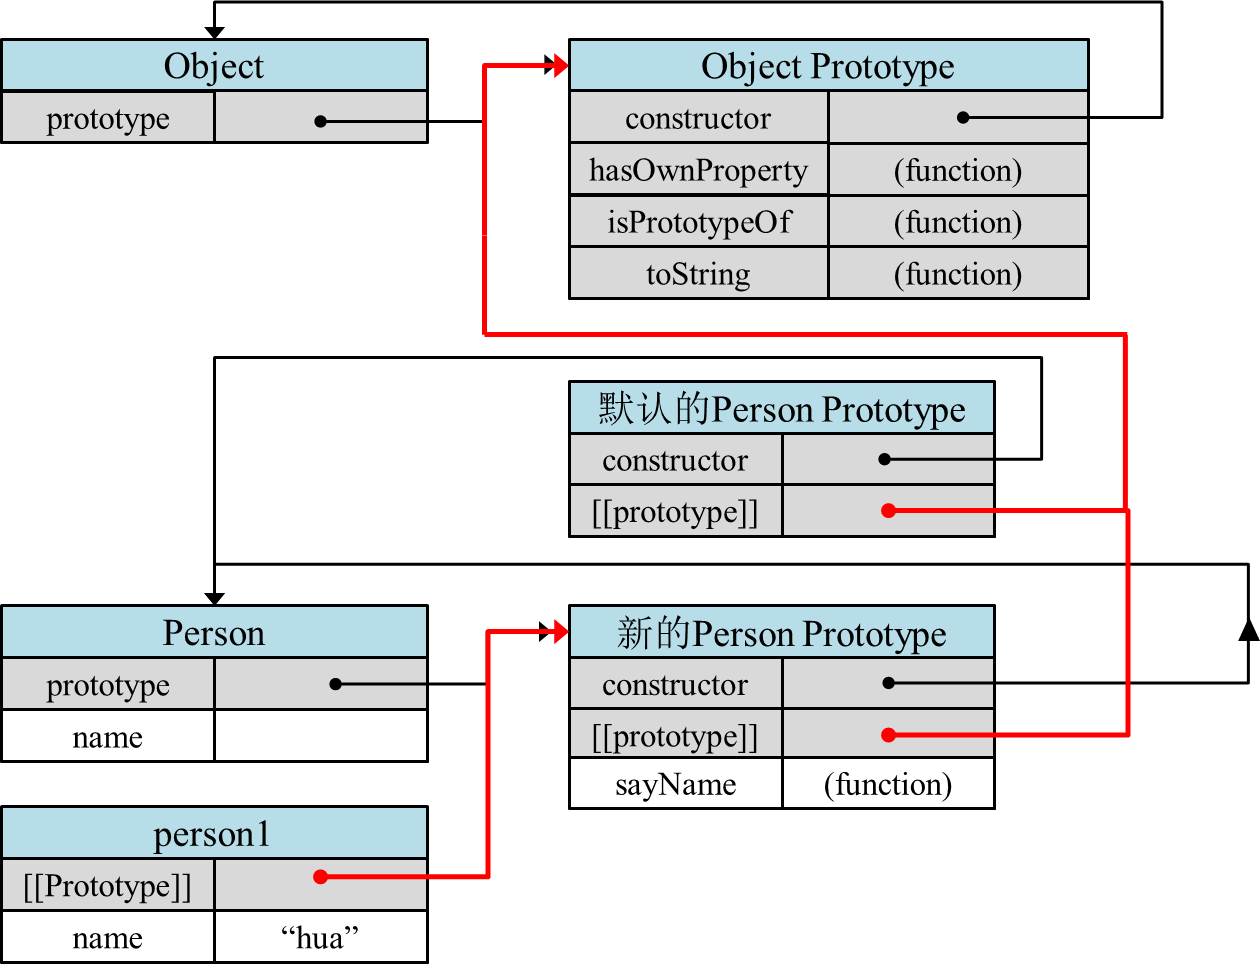 Object
prototype
Object Prototype
constructor
hasOwnProperty (function)
isPrototypeOf (function)
toString (function)
默认的Person Prototype
constructor
[[prototype]]
Person
prototype
name
新的Person Prototype
constructor
[[prototype]]
sayName (function)
person1
[[Prototype]]
name “hua”